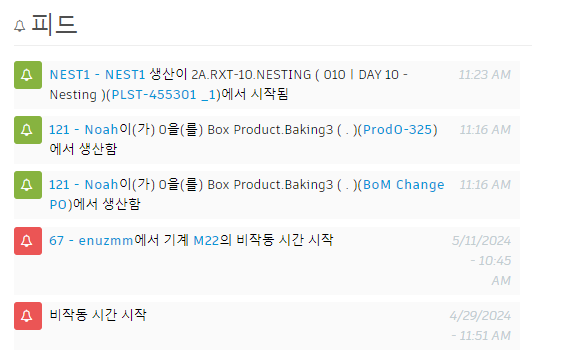 피드
NEST1 - NEST1 생산이 2A.RXT-10.NESTING ( 010 | DAY 10 - 11:23 AM
Nesting )(PLST-455301 _1)에서 시작됨
121 - Noah이(가) 0을(를) Box Product.Baking3 ( . )(ProdO-325) 11:16 AM
에서 생산함
121 - Noah이(가) 0을(를) Box Product.Baking3 ( . )(BoM Change 11:16 AM
PO)에서 생산함
67 - enuzmm에서 기계 M22의 비작동 시간 시작 5/11/2024
- 10:45
AM
비작동 시간 시작 4/29/2024
- 11:51 AM